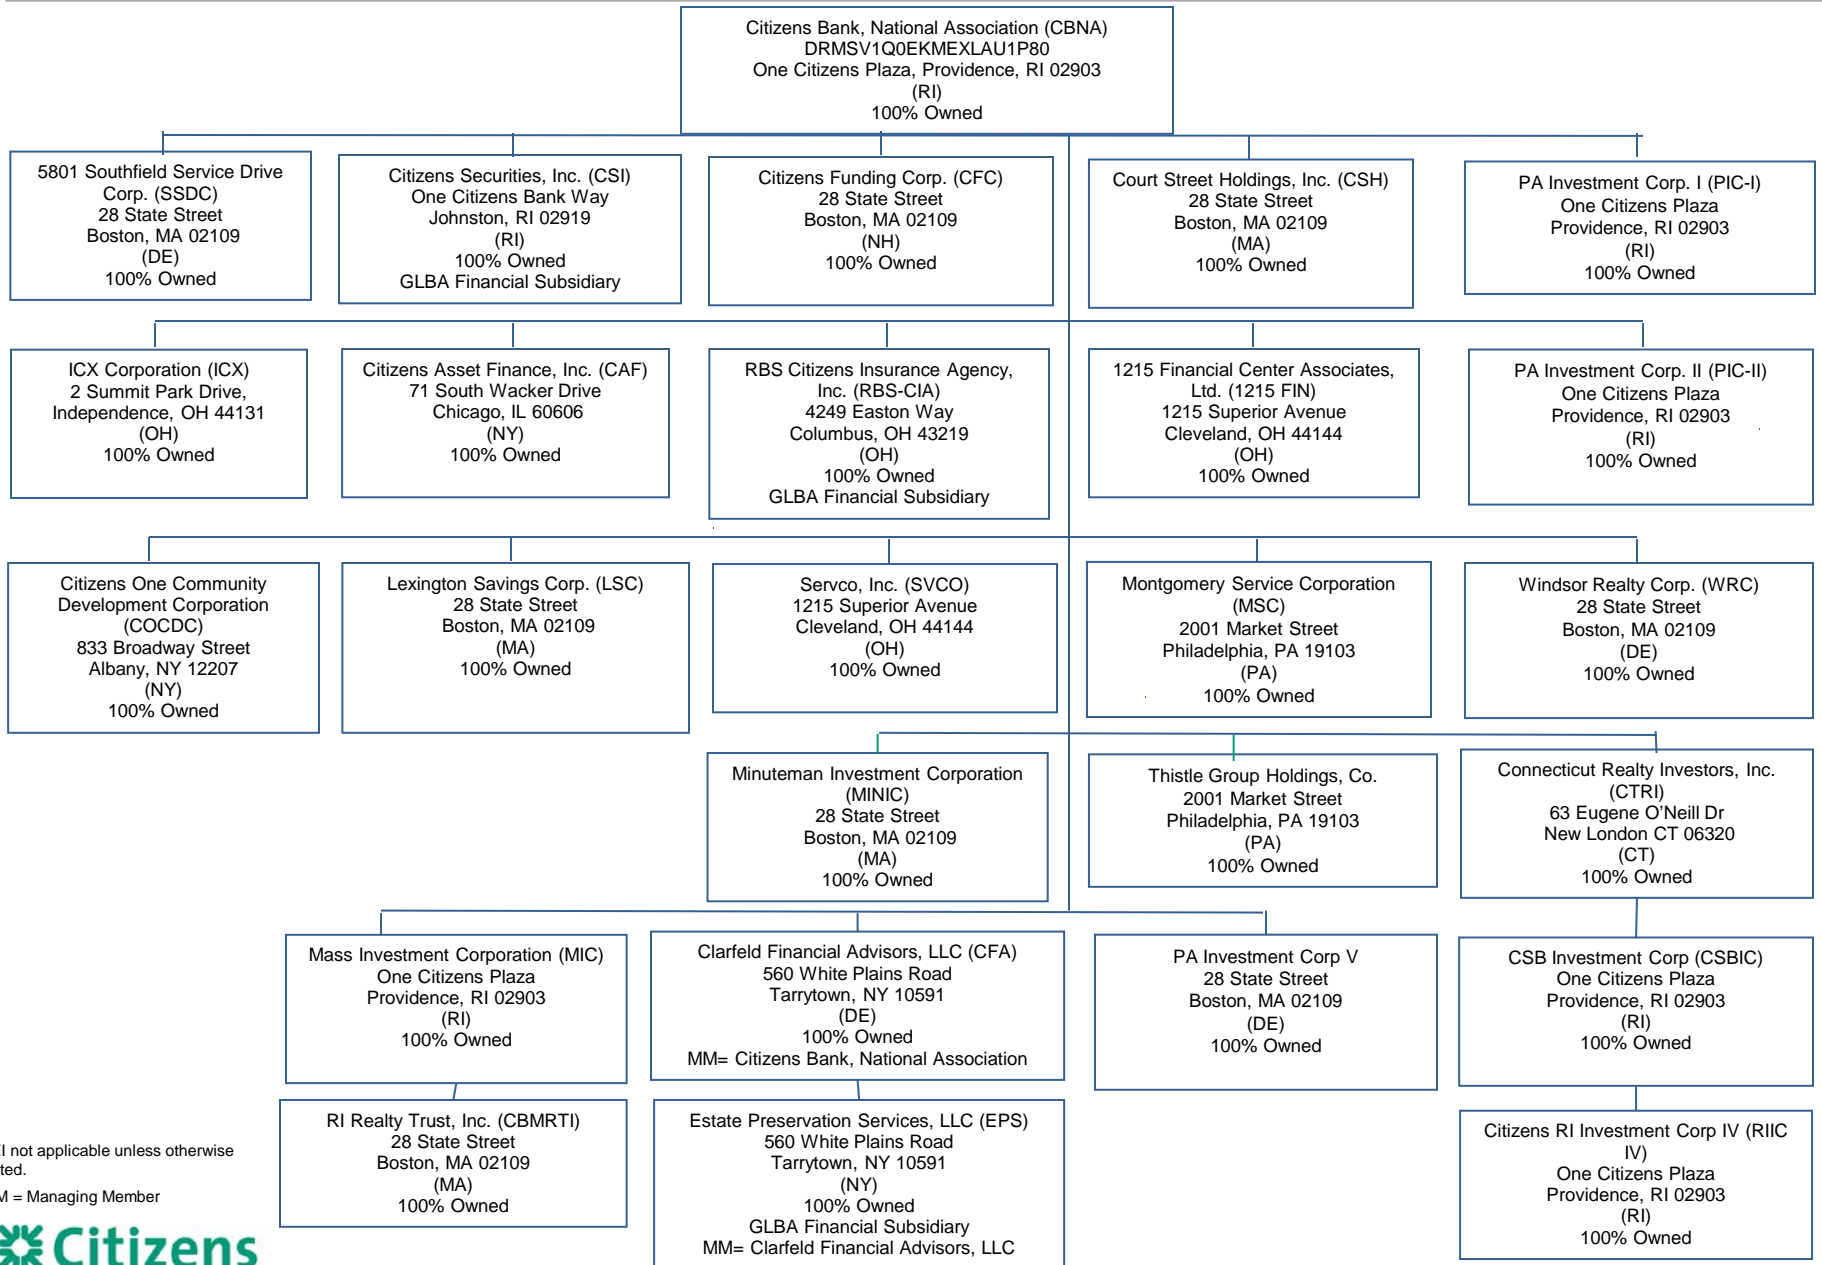 Citizens Bank, National Association (CBNA)
DRMSV1Q0EKMEXLAU1P80
One Citizens Plaza, Providence, RI 02903
(RI)
100% Owned
5801 Southfield Service Drive
Corp. (SSDC)
28 State Street
Boston, MA 02109
(DE)
100% Owned
Citizens Securities, Inc. (CSI)
One Citizens Bank Way
Johnston, RI 02919
(RI)
100% Owned
GLBA Financial Subsidiary
Citizens Funding Corp. (CFC)
28 State Street
Boston, MA 02109
(NH)
100% Owned
Court Street Holdings, Inc. (CSH)
28 State Street
Boston, MA 02109
(MA)
100% Owned
PA Investment Corp. I (PIC-I)
One Citizens Plaza
Providence, RI 02903
(RI)
100% Owned
ICX Corporation (ICX)
2 Summit Park Drive,
Independence, OH 44131
(OH)
100% Owned
Citizens Asset Finance, Inc. (CAF)
71 South Wacker Drive
Chicago, IL 60606
(NY)
100% Owned
RBS Citizens Insurance Agency,
Inc. (RBS-CIA)
4249 Easton Way
Columbus, OH 43219
(OH)
100% Owned
GLBA Financial Subsidiary
1215 Financial Center Associates,
Ltd. (1215 FIN)
1215 Superior Avenue
Cleveland, OH 44144
(OH)
100% Owned
PA Investment Corp. II (PIC-II)
One Citizens Plaza
Providence, RI 02903
(RI)
100% Owned
Citizens One Community
Development Corporation
(COCDC)
833 Broadway Street
Albany, NY 12207
(NY)
100% Owned
Lexington Savings Corp. (LSC)
28 State Street
Boston, MA 02109
(MA)
100% Owned
Servco, Inc. (SVCO)
1215 Superior Avenue
Cleveland, OH 44144
(OH)
100% Owned
Montgomery Service Corporation
(MSC)
2001 Market Street
Philadelphia, PA 19103
(PA)
100% Owned
Windsor Realty Corp. (WRC)
28 State Street
Boston, MA 02109
(DE)
100% Owned
Minuteman Investment Corporation
(MINIC)
28 State Street
Boston, MA 02109
(MA)
100% Owned
Thistle Group Holdings, Co.
2001 Market Street
Philadelphia, PA 19103
(PA)
100% Owned
Connecticut Realty Investors, Inc.
(CTRI)
63 Eugene O’Neill Dr
New London CT 06320
(CT)
100% Owned
Mass Investment Corporation (MIC)
One Citizens Plaza
Providence, RI 02903
(RI)
100% Owned
Clarfeld Financial Advisors, LLC (CFA)
560 White Plains Road
Tarrytown, NY 10591
(DE)
100% Owned
MM= Citizens Bank, National Association
PA Investment Corp V
28 State Street
Boston, MA 02109
(DE)
100% Owned
CSB Investment Corp (CSBIC)
One Citizens Plaza
Providence, RI 02903
(RI)
100% Owned
RI Realty Trust, Inc. (CBMRTI)
28 State Street
Boston, MA 02109
(MA)
100% Owned
Estate Preservation Services, LLC (EPS)
560 White Plains Road
Tarrytown, NY 10591
(NY)
100% Owned
GLBA Financial Subsidiary
MM= Clarfeld Financial Advisors, LLC
Citizens RI Investment Corp IV (RIIC
IV)
One Citizens Plaza
Providence, RI 02903
(RI)
100% Owned
not applicable unless otherwise
= Managing Member
Citizens